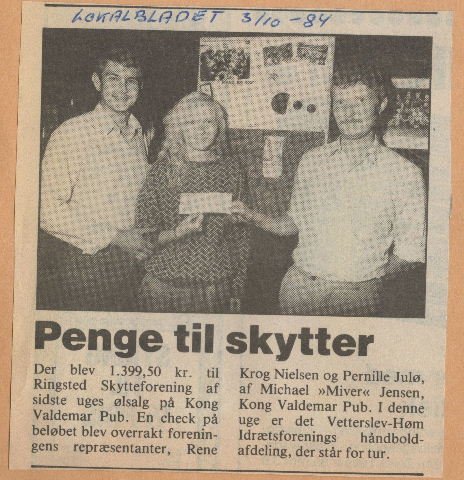 LOKALBLADET 3/10-84
Penge til skytter
Der blev 1.399,50 kr. til
Ringsted Skytteforening af
sidste uges ølsalg på Kong
Valdemar Pub. En check på
beløbet blev overrakt forenin-
gens repræsentanter, Rene
Krog Nielsen og Pernille Julø,
af Michael »Miver« Jensen,
Kong Valdemar Pub. I denne
uge er det Vetterslev-Høm
Idrætsforenings håndbold-
afdeling, der står for tur.